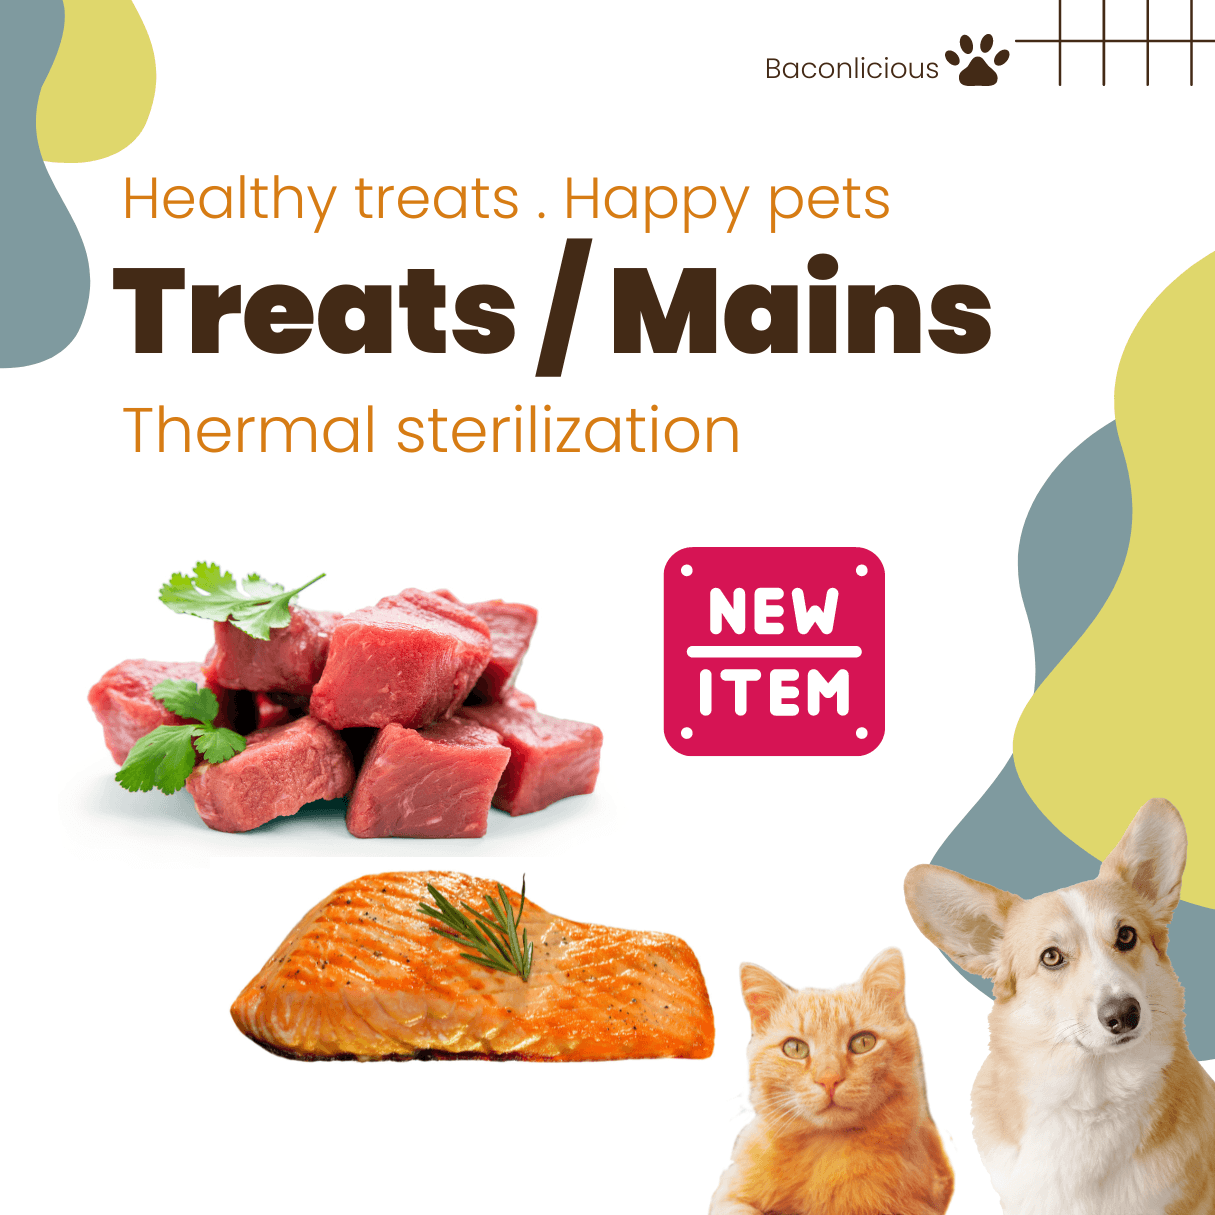 Baconlicious
Healthy treats . Happy pets
Treats / Mains
Thermal sterilization
NEW
ITEM